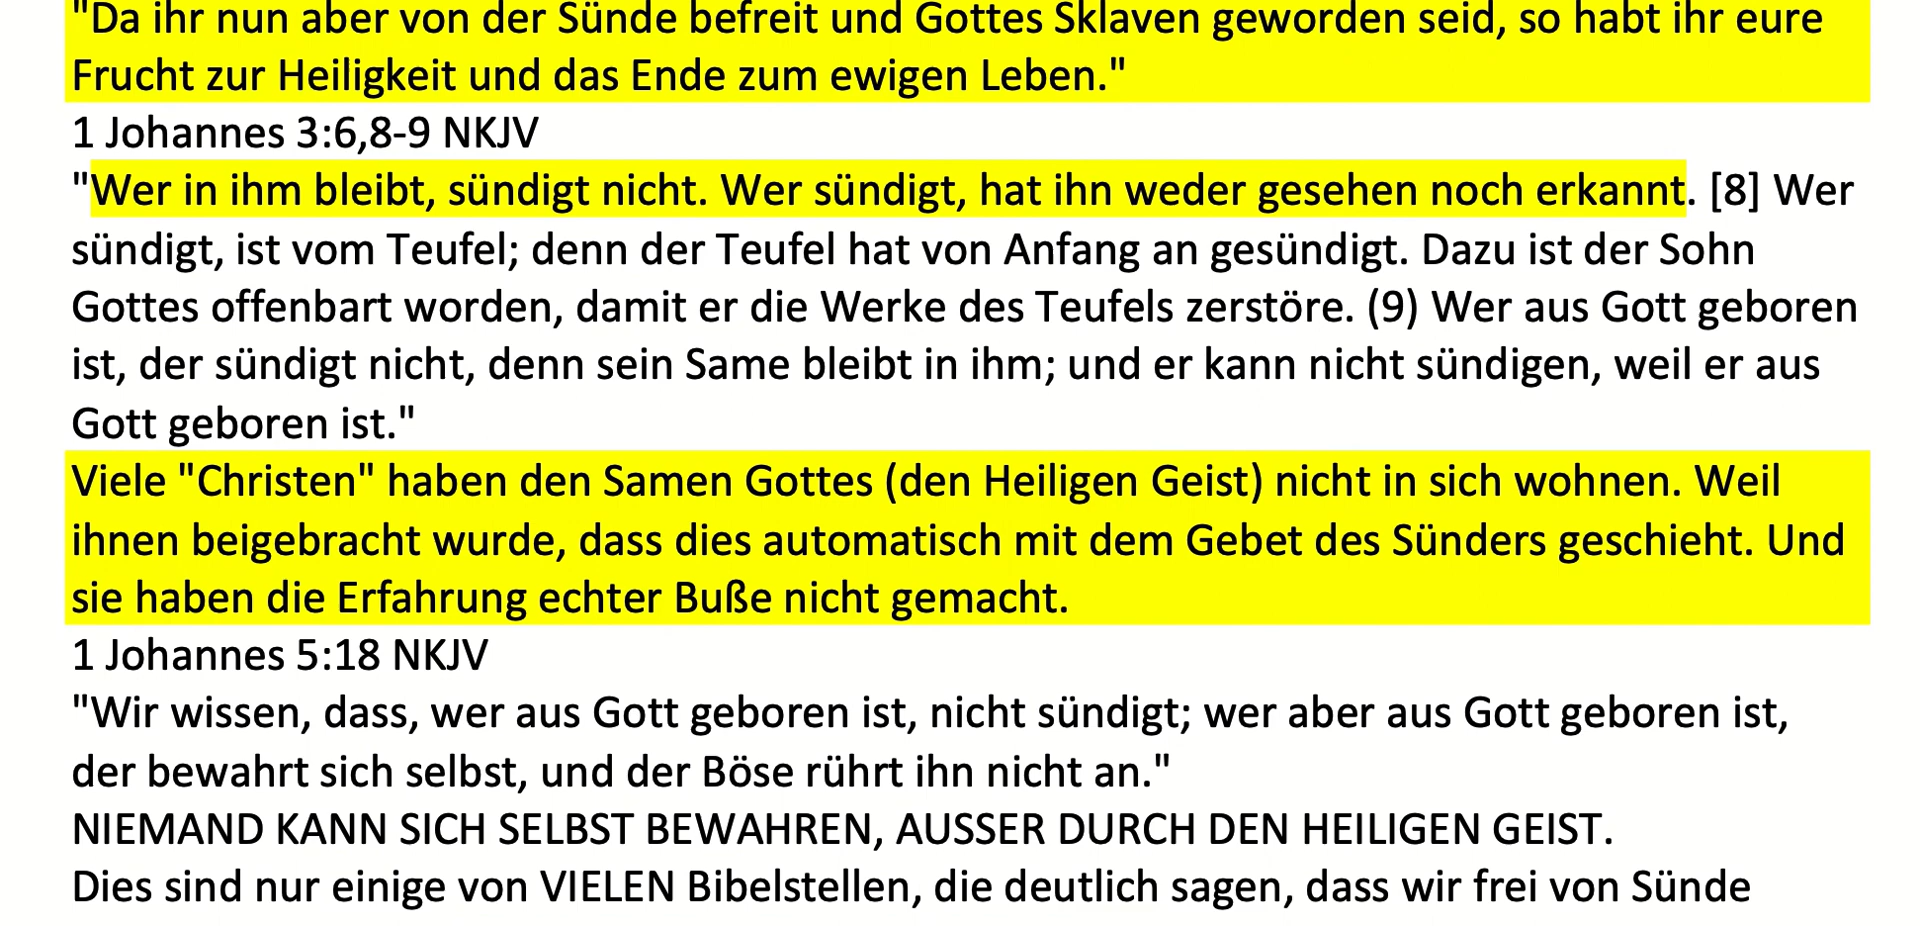 "Da ihr nun aber von der Sünde befreit und Gottes Sklaven geworden seid, so habt ihr eure
Frucht zur Heiligkeit und das Ende zum ewigen Leben."
1 Johannes 3:6,8-9 NKJV
"Wer in ihm bleibt, sündigt nicht. Wer sündigt, hat ihn weder gesehen noch erkannt. [8] Wer
sündigt, ist vom Teufel; denn der Teufel hat von Anfang an gesündigt. Dazu ist der Sohn
Gottes offenbart worden, damit er die Werke des Teufels zerstöre. (9) Wer aus Gott geboren
ist, der sündigt nicht, denn sein Same bleibt in ihm; und er kann nicht sündigen, weil er aus
Gott geboren ist."
Viele "Christen" haben den Samen Gottes (den Heiligen Geist) nicht in sich wohnen. Weil
ihnen beigebracht wurde, dass dies automatisch mit dem Gebet des Sünders geschieht. Und
sie haben die Erfahrung echter Buße nicht gemacht.
1 Johannes 5:18 NKJV
"Wir wissen, dass, wer aus Gott geboren ist, nicht sündigt; wer aber aus Gott geboren ist,
der bewahrt sich selbst, und der Böse rührt ihn nicht an."
NIEMAND KANN SICH SELBST BEWAHREN, AUSSER DURCH DEN HEILIGEN GEIST.
Dies sind nur einige von VIELEN Bibelstellen, die deutlich sagen, dass wir frei von Sünde